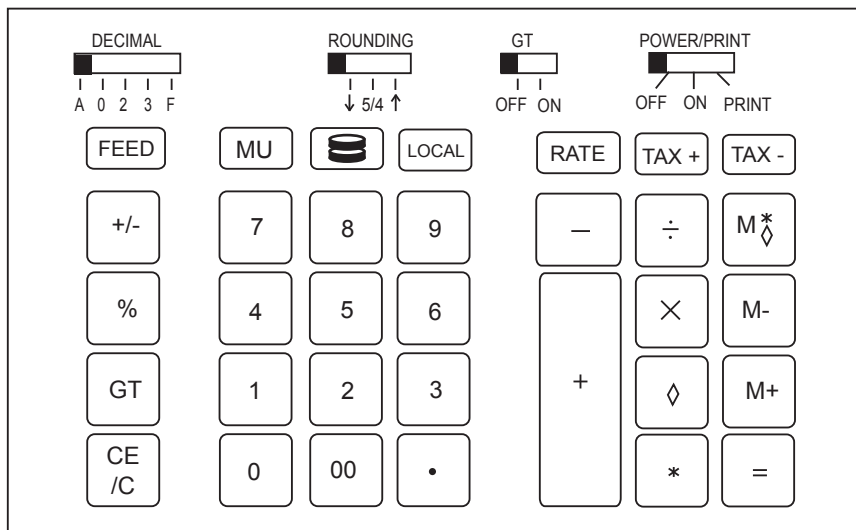 DECIMAL ROUNDING GT POWER/PRINT
A 0 2 3 F ↓ 5/4 ↑ OFF ON OFF ON PRINT
FEED MU LOCAL RATE TAX + TAX -
+/- 7 8 9 — ÷ M*◊
% 4 5 6 × M-
GT 1 2 3 + ◊ M+
CE
/C 0 00 • * =